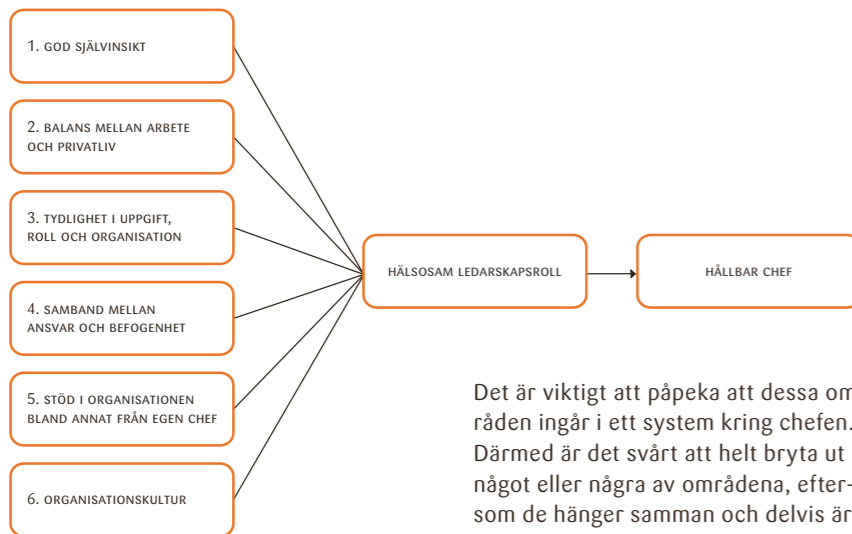 1. GOD SJÄLVINSIKT
2. BALANS MELLAN ARBETE
OCH PRIVATLIV
3. TYDLIGHET I UPPGIFT,
ROLL OCH ORGANISATION
4. SAMBAND MELLAN
ANSVAR OCH BEFOGENHET
5. STÖD I ORGANISATIONEN
BLAND ANNAT FRÅN EGEN CHEF
6. ORGANISATIONSKULTUR
HÄLSOSAM LEDARSKAPSROLL
HÅLLBAR CHEF
Det är viktigt att påpeka att dessa om
råden ingår i ett system kring chefen.
Därmed är det svårt att helt bryta ut
något eller några av områdena, efter-
som de hänger samman och delvis är